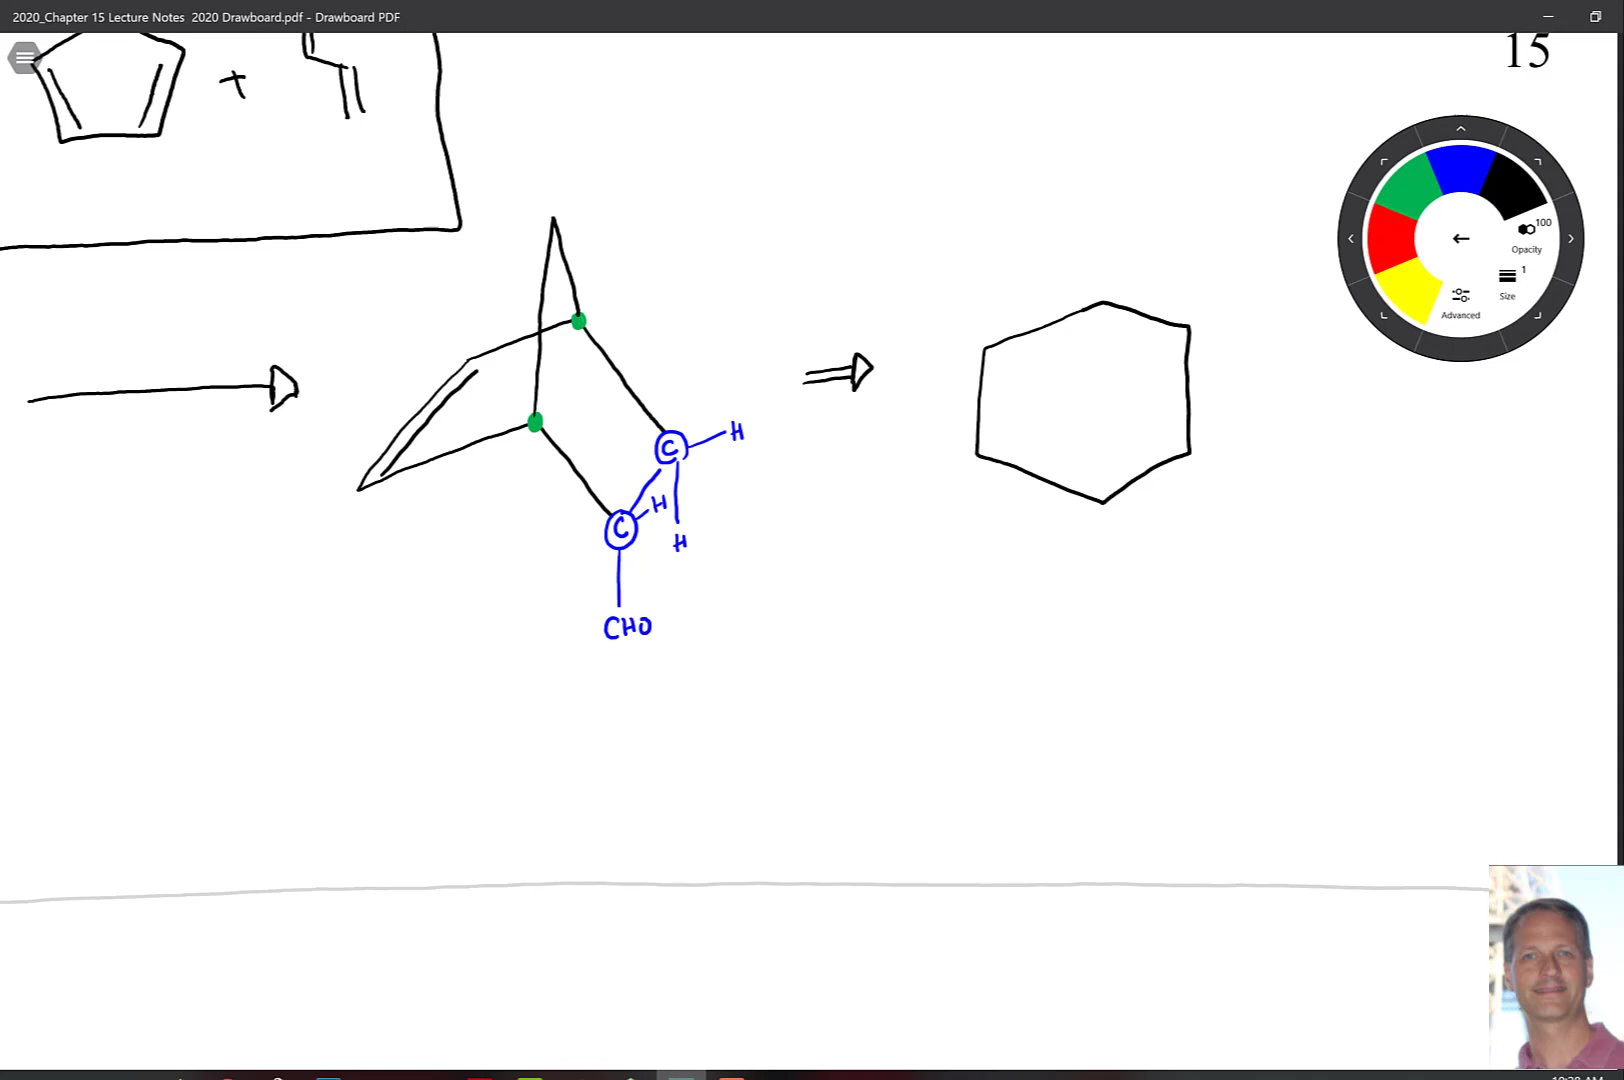 2020_Chapter 15 Lecture Notes 2020 Drawboard.pdf - Drawboard PDF
15
+
100
Opacity
1
Size
Advanced
C H
H
C
H
CHO